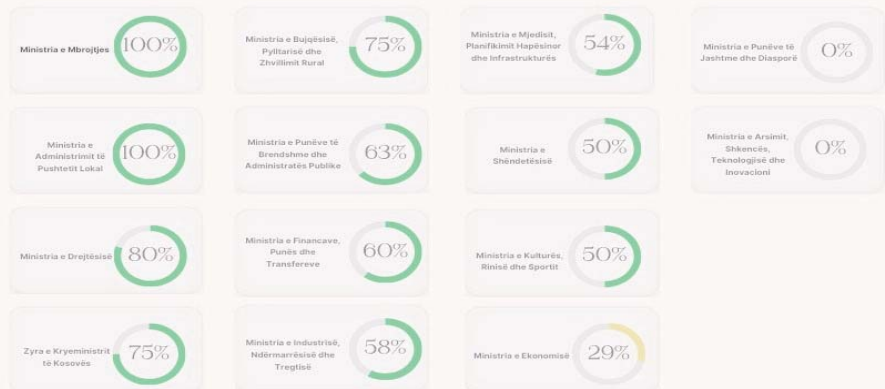 Ministria e Mbrojtjes
100%
Ministria e Bujqësisë,
Pylltarisë dhe
Zhvillimit Rural
75%
Ministria e Mjedisit,
Planifikimit Hapësinor
dhe Infrastrukturës
54%
Ministria e Punëve të
Jashtme dhe Diasporë
0%
Ministria e
Administrimit të
Pushtetit Lokal
100%
Ministria e Punëve të
Brendshme dhe
Administratës Publike
63%
Ministria e
Shëndetësisë
50%
Ministria e Arsimit,
Shkencës,
Teknologjisë dhe
Inovacioni
0%
Ministria e Drejtësisë
80%
Ministria e Financave,
Punës dhe
Transfereve
60%
Ministria e Kulturës,
Rinisë dhe Sportit
50%
Zyra e Kryeministrit
të Kosovës
75%
Ministria e Industrisë,
Ndërmarrësisë dhe
Tregtisë
58%
Ministria e Ekonomisë
29%